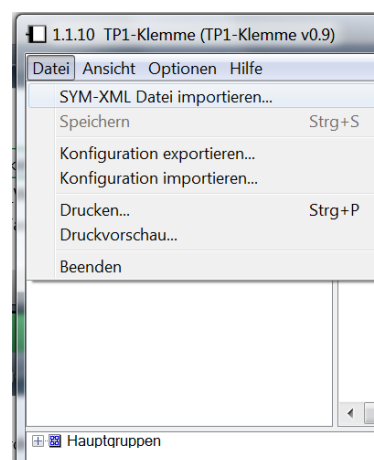 1.1.10 TP1-Klemme (TP1-Klemme v0.9)
Datei Ansicht Optionen Hilfe
SYM-XML Datei importieren...
Speichern Strg+S
Konfiguration exportieren...
Konfiguration importieren...
Drucken... Strg+P
Druckvorschau...
Beenden
Hauptgruppen